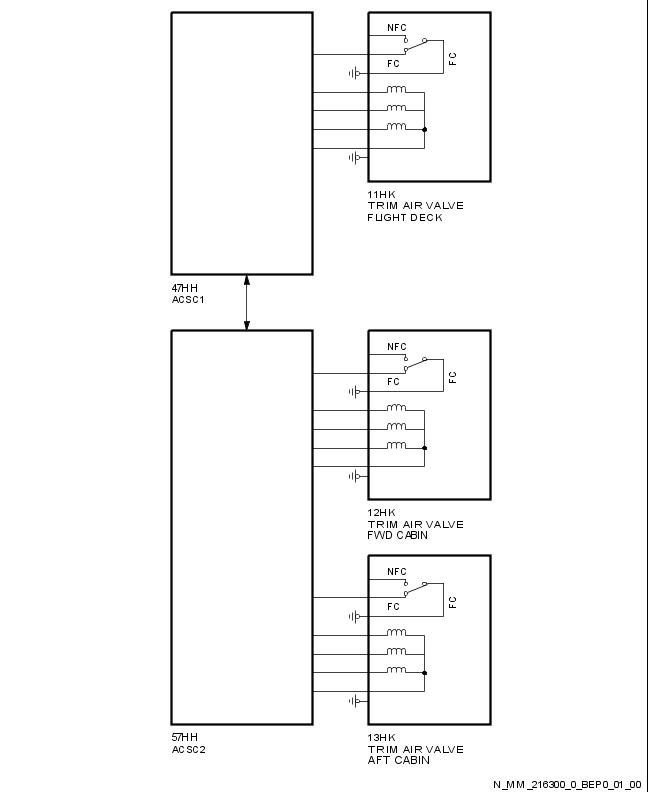 NFC
FC
FC
11HK
TRIM AIR VALVE
FLIGHT DECK
47HH
ACSC1
NFC
FC
FC
12HK
TRIM AIR VALVE
FWD CABIN
NFC
FC
FC
57HH
ACSC2
13HK
TRIM AIR VALVE
AFT CABIN
N_MM_216300_0_BEP0_01_00